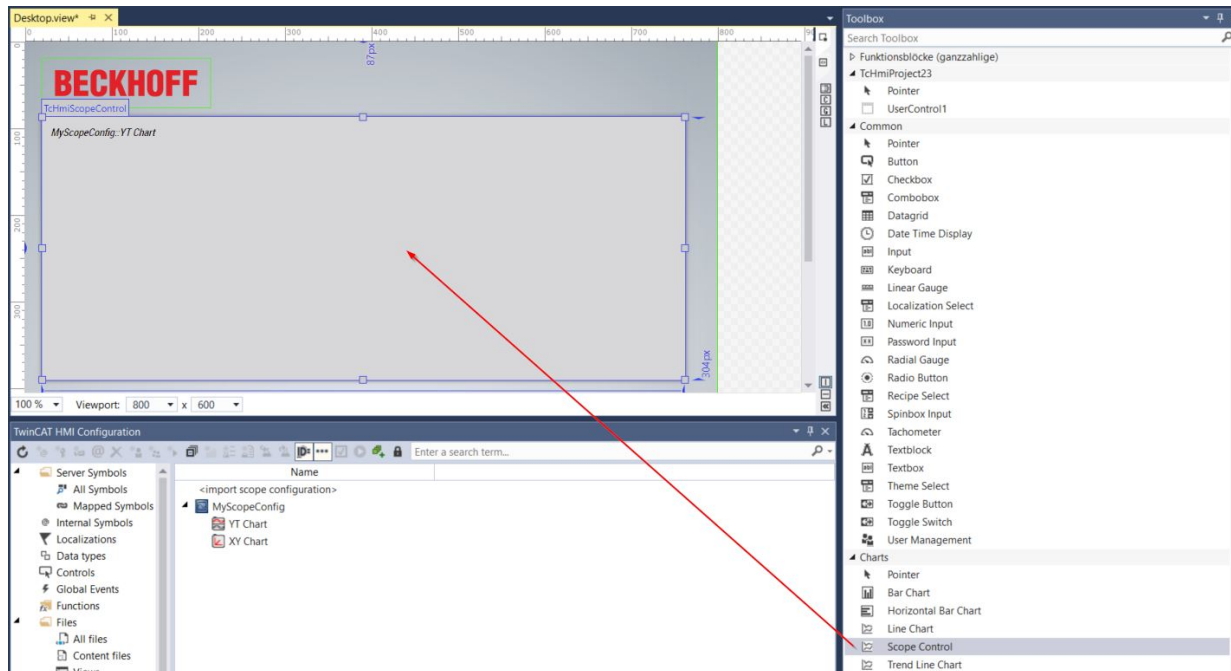 Desktop.view*
0 100 200 300 400 500 600 700 800
87px
BECKHOFF
TcHmiScopeControl
MyScopeConfig::YT Chart
0
100
200
300
304px
100 %
Viewport: 800 x 600
TwinCAT HMI Configuration
Enter a search term...
Server Symbols
All Symbols
Mapped Symbols
Internal Symbols
Localizations
Data types
Controls
Global Events
Functions
Files
All files
Content files
Views
Name
<import scope configuration>
MyScopeConfig
YT Chart
XY Chart
Toolbox
Search Toolbox
Funktionsblöcke (ganzzahlige)
TcHmiProject23
Pointer
UserControl1
Common
Pointer
Button
Checkbox
Combobox
Datagrid
Date Time Display
Input
Keyboard
Linear Gauge
Localization Select
Numeric Input
Password Input
Radial Gauge
Radio Button
Recipe Select
Spinbox Input
Tachometer
Textblock
Textbox
Theme Select
Toggle Button
Toggle Switch
User Management
Charts
Pointer
Bar Chart
Horizontal Bar Chart
Line Chart
Scope Control
Trend Line Chart